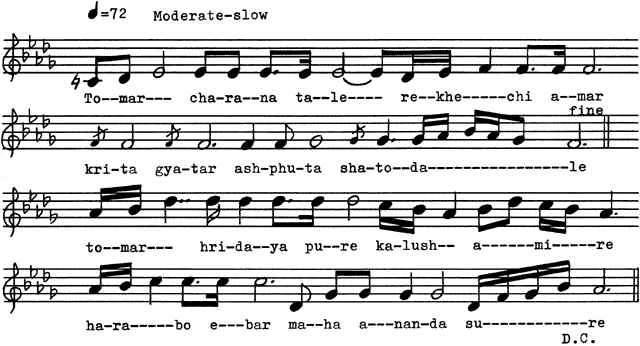 =72 Moderate-slow
To--mar--- cha--ra--na ta--le---- re--khe-----chi a--mar
fine
kri--ta gya--tar ash--phu--ta sha--to--da------------------le
to--mar--- hri--da--ya pu--re ka--lush-- a------mi-----re
ha--ra-----bo e---bar ma--ha a--nan-da su------------re
D.C.